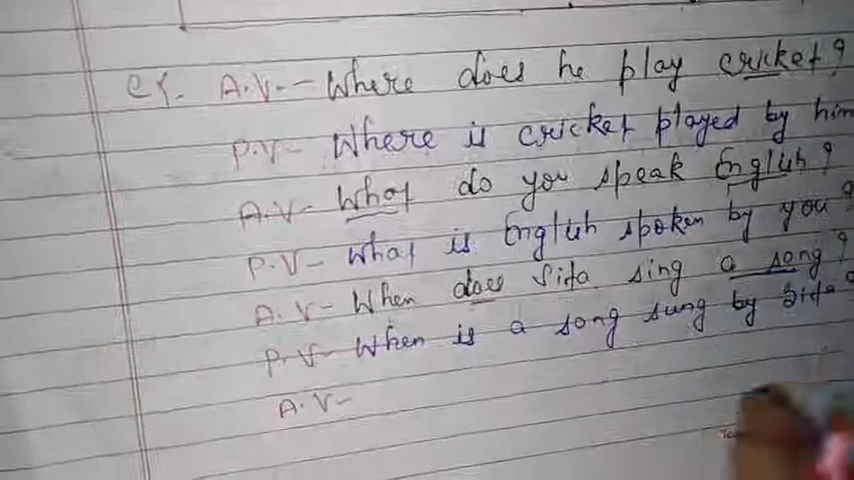 ex. A.V.- Where does he play cricket?
P.V- Where is cricket played by him
A.V- What do you speak English?
P.V- What is English spoken by you?
A.V- When does Sita sing a song?
P.V- When is a song sung by Sita?
A.V-